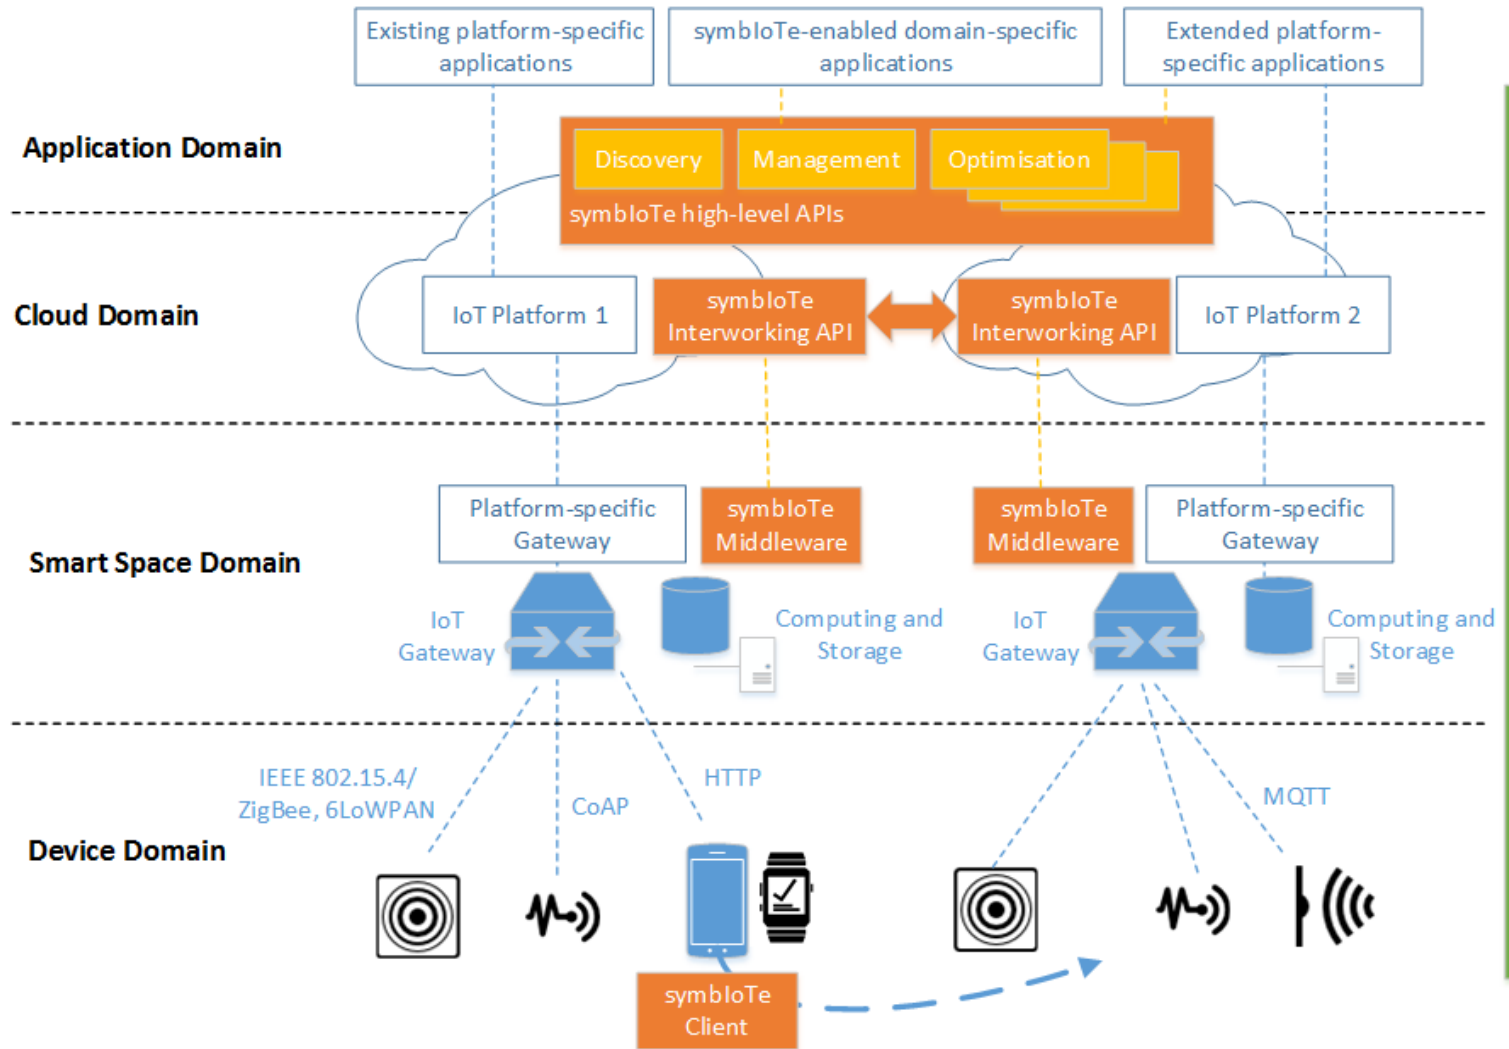 Existing platform-specific
applications
symbIoTe-enabled domain-specific
applications
Extended platform-
specific applications
Application Domain
Discovery
Management
Optimisation
symbIoTe high-level APIs
Cloud Domain
IoT Platform 1
symbIoTe
Interworking API
symbIoTe
Interworking API
IoT Platform 2
Smart Space Domain
Platform-specific
Gateway
symbIoTe
Middleware
symbIoTe
Middleware
Platform-specific
Gateway
IoT
Gateway
Computing and
Storage
IoT
Gateway
Computing and
Storage
Device Domain
IEEE 802.15.4/
ZigBee, 6LoWPAN
CoAP
HTTP
MQTT
symbIoTe
Client